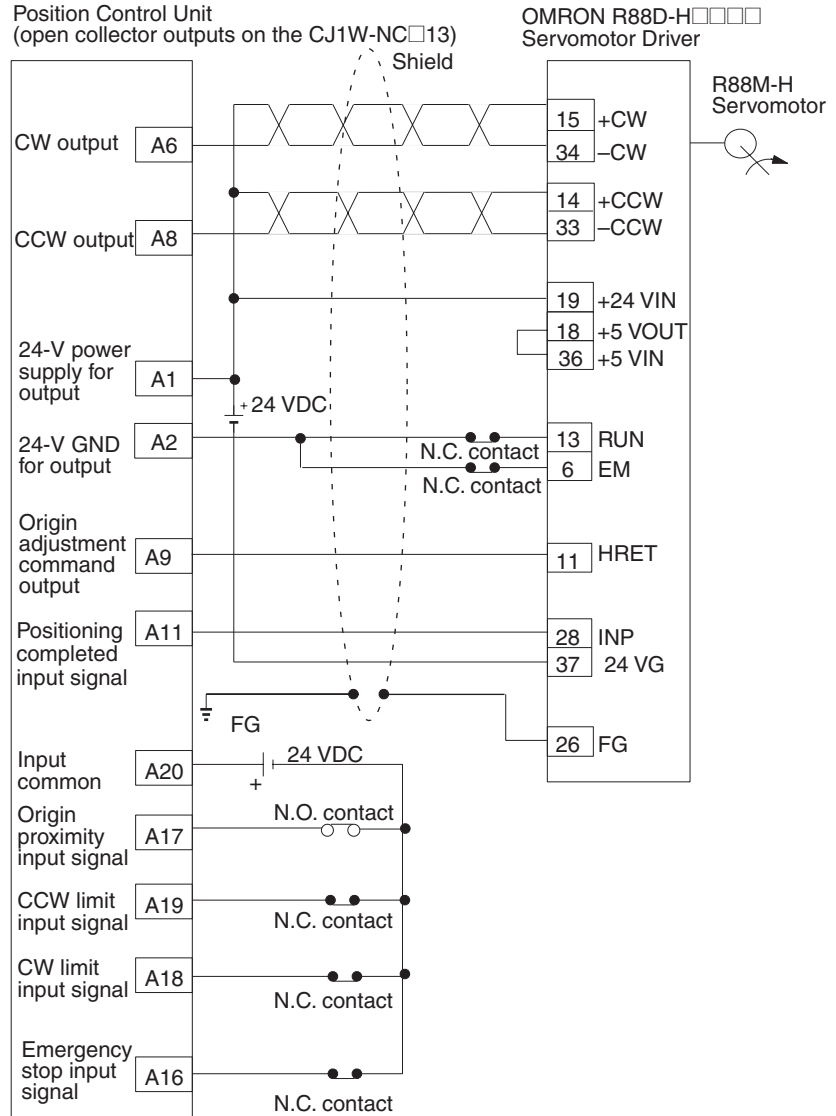 Position Control Unit
(open collector outputs on the CJ1W-NC□13)
OMRON R88D-H□□□□
Servomotor Driver
Shield
R88M-H
Servomotor
CW output A6
15 +CW
34 –CW
CCW output A8
14 +CCW
33 –CCW
19 +24 VIN
18 +5 VOUT
36 +5 VIN
24-V power
supply for
output
A1
+ 24 VDC
24-V GND
for output
A2
N.C. contact
13 RUN
N.C. contact
6 EM
Origin
adjustment
command
output
A9
11 HRET
Positioning
completed
input signal
A11
28 INP
37 24 VG
FG
26 FG
Input
common
A20
24 VDC
+
Origin
proximity
input signal
A17
N.O. contact
CCW limit
input signal
A19
N.C. contact
CW limit
input signal
A18
N.C. contact
Emergency
stop input
signal
A16
N.C. contact